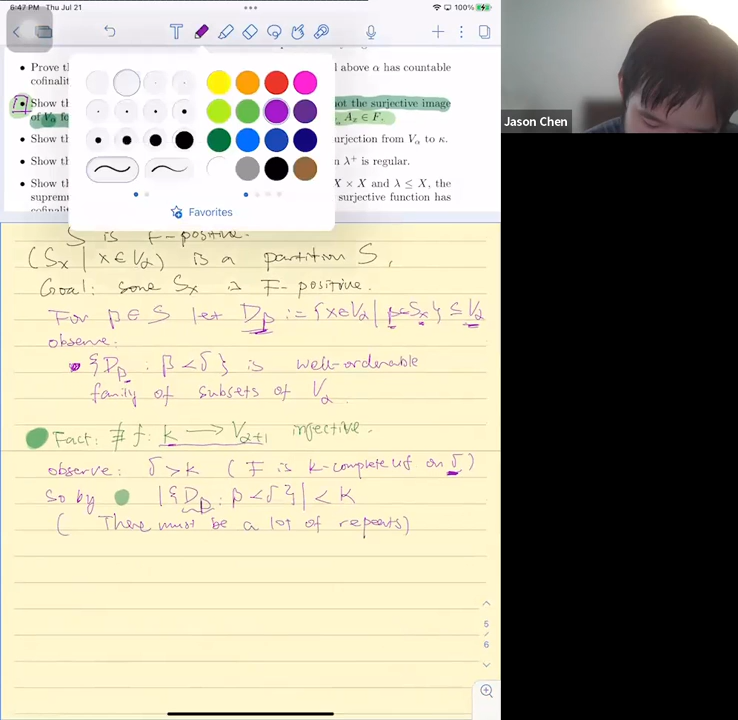 6:47 PM Thu Jul 21
100%
Jason Chen
• Prove th
l above α has countable
cofinali
• Show th
not the surjective image
of V_α fo
A_x ∈ F.
• Show th
urjection from V_α to κ.
• Show th
n λ⁺ is regular.
• Show th
X × X and λ ≤ X, the
suprem
surjective function has
cofinalit
Favorites
S is F-positive.
(S_x | x ∈ V_α) is a partition S,
Goal: some S_x is F-positive.
For β ∈ S let D_β := {x ∈ V_α | β ∈ S_x} ⊆ V_α
observe:
{D_β : β < δ} is well-orderable
family of subsets of V_α.
Fact: ∄ f: κ → V_{α+1} injective.
observe: δ > κ ( F is κ-complete uf on δ )
So by |{D_β : β < δ}| < κ
( There must be a lot of repeats)
5
6